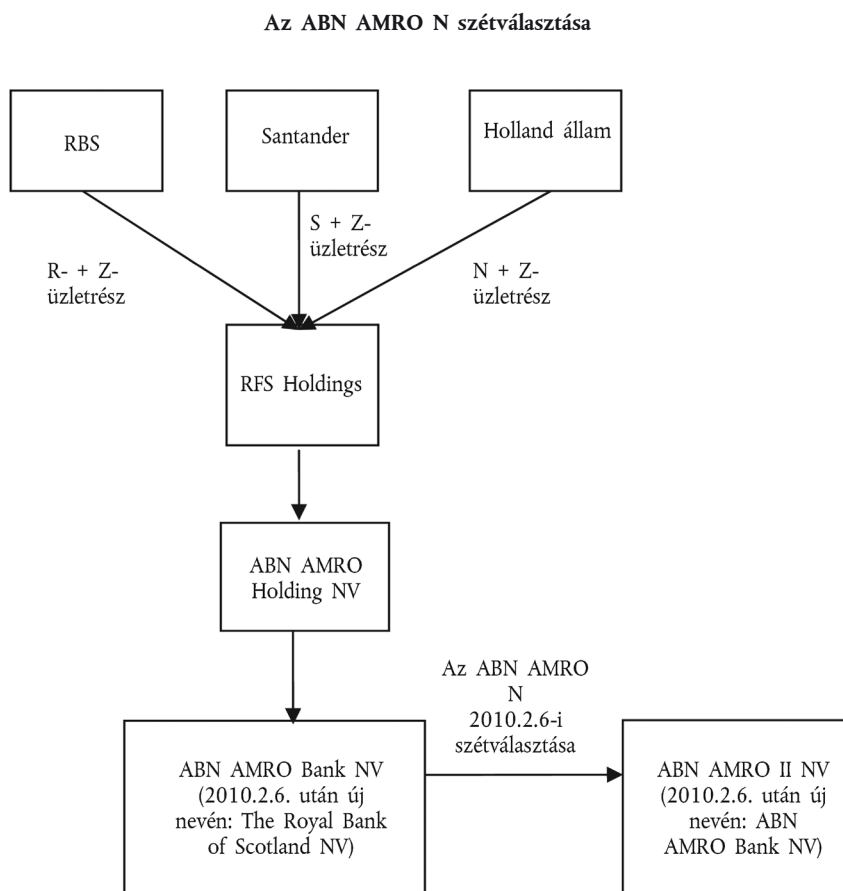 Az ABN AMRO N szétválasztása
RBS
Santander
Holland állam
S + Z-
üzletrész
R- + Z-
üzletrész
N + Z-
üzletrész
RFS Holdings
ABN AMRO
Holding NV
Az ABN AMRO
N
2010.2.6-i
szétválasztása
ABN AMRO Bank NV
(2010.2.6. után új
nevén: The Royal Bank
of Scotland NV)
ABN AMRO II NV
(2010.2.6. után új
nevén: ABN
AMRO Bank NV)